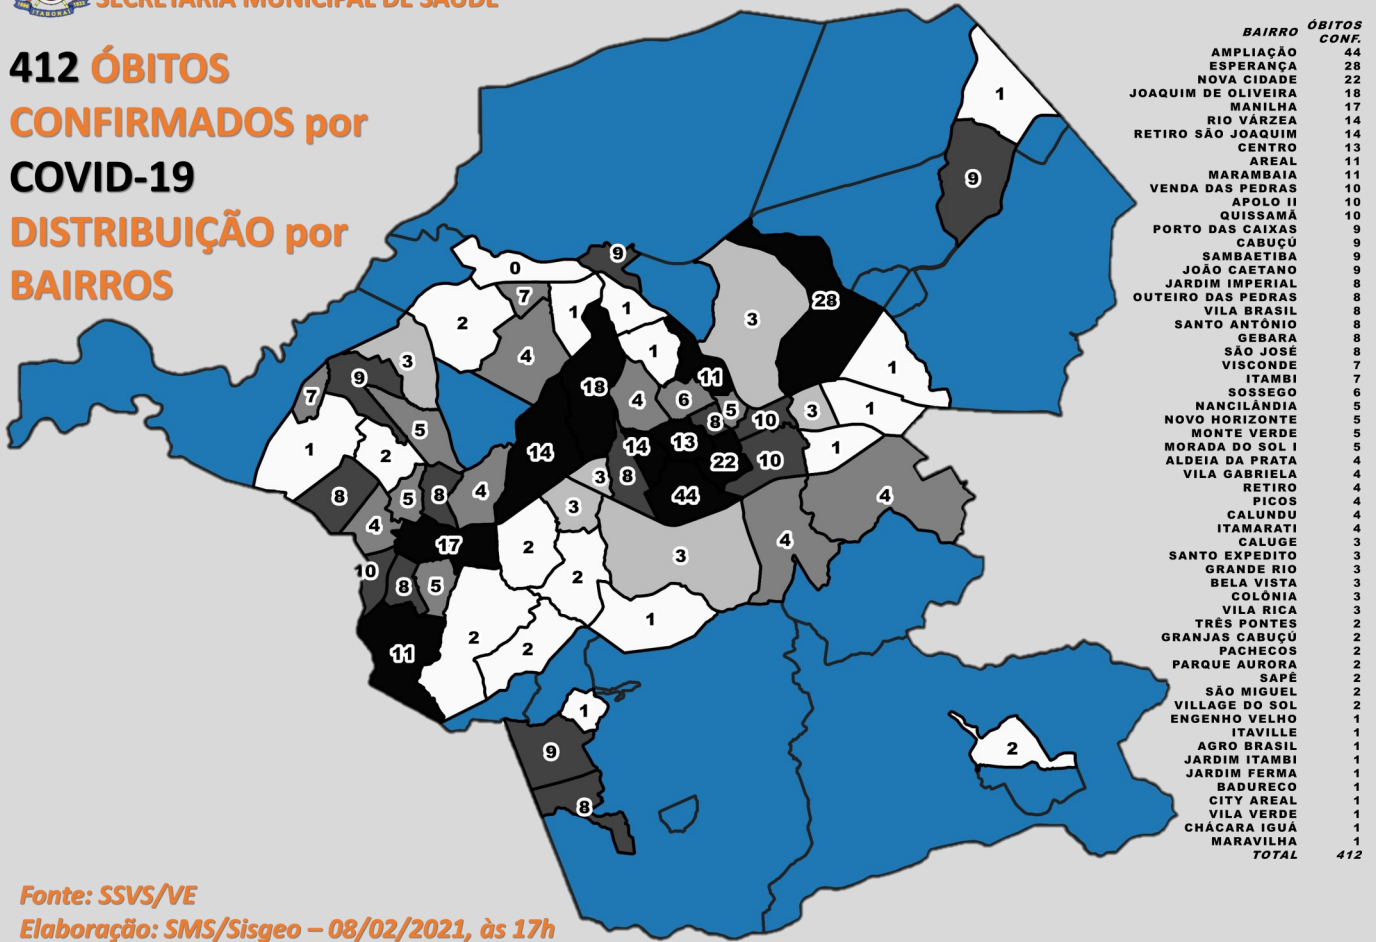 SECRETARIA MUNICIPAL DE SAÚDE
ITABORAÍ
412 ÓBITOS
CONFIRMADOS por
COVID-19
DISTRIBUIÇÃO por
BAIRROS
BAIRRO ÓBITOS CONF.
AMPLIAÇÃO 44
ESPERANÇA 28
NOVA CIDADE 22
JOAQUIM DE OLIVEIRA 18
MANILHA 17
RIO VÁRZEA 14
RETIRO SÃO JOAQUIM 14
CENTRO 13
AREAL 11
MARAMBAIA 11
VENDA DAS PEDRAS 10
APOLO II 10
QUISSAMÃ 10
PORTO DAS CAIXAS 9
CABUÇÚ 9
SAMBAETIBA 9
JOÃO CAETANO 9
JARDIM IMPERIAL 8
OUTEIRO DAS PEDRAS 8
VILA BRASIL 8
SANTO ANTÔNIO 8
GEBARA 8
SÃO JOSÉ 8
VISCONDE 7
ITAMBI 7
SOSSEGO 6
NANCILÂNDIA 5
NOVO HORIZONTE 5
MONTE VERDE 5
MORADA DO SOL I 5
ALDEIA DA PRATA 4
VILA GABRIELA 4
RETIRO 4
PICOS 4
CALUNDU 4
ITAMARATI 4
CALUGE 3
SANTO EXPEDITO 3
GRANDE RIO 3
BELA VISTA 3
COLÔNIA 3
VILA RICA 3
TRÊS PONTES 2
GRANJAS CABUÇÚ 2
PACHECOS 2
PARQUE AURORA 2
SAPÊ 2
SÃO MIGUEL 2
VILLAGE DO SOL 2
ENGENHO VELHO 1
ITAVILLE 1
AGRO BRASIL 1
JARDIM ITAMBI 1
JARDIM FERMA 1
BADURECO 1
CITY AREAL 1
VILA VERDE 1
CHÁCARA IGUÁ 1
MARAVILHA 1
TOTAL 412
1
9
9
0
7
2
1
1
28
3
4
1
1
3
9
7
18
11
4
6
5
3
1
8
10
5
1
2
14
14
13
22
10
1
8
5
8
4
3
8
44
4
4
3
17
2
3
4
10
8
5
2
1
11
2
2
1
9
2
8
Fonte: SSVS/VE
Elaboração: SMS/Sisgeo – 08/02/2021, às 17h